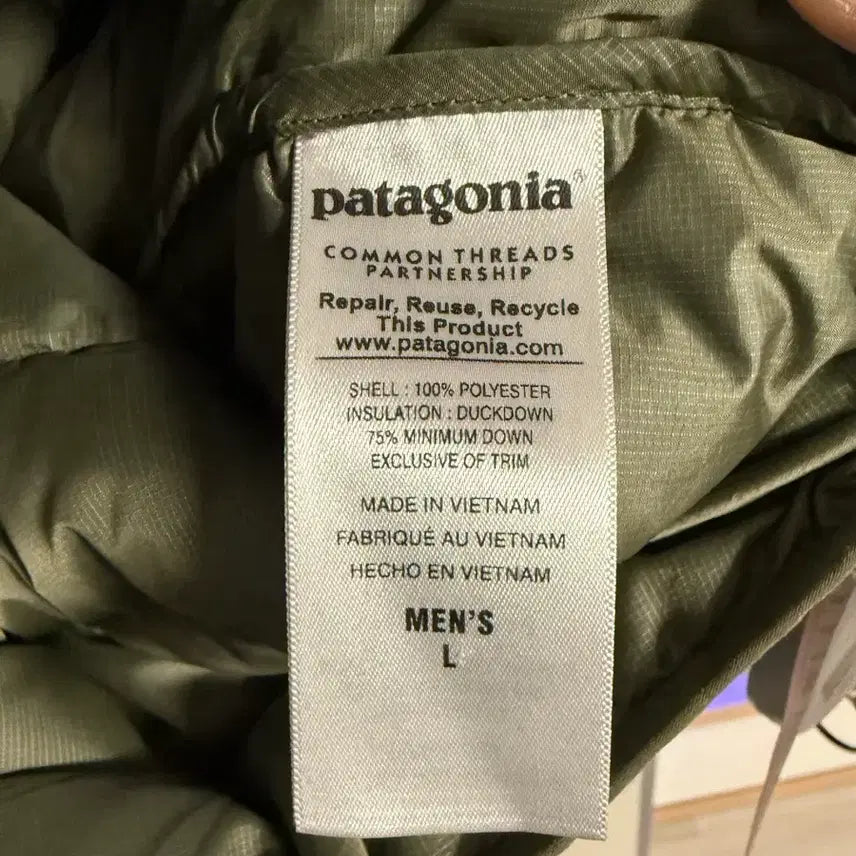 patagonia®
COMMON THREADS
PARTNERSHIP
Repair, Reuse, Recycle
This Product
www.patagonia.com
SHELL : 100% POLYESTER
INSULATION : DUCKDOWN
75% MINIMUM DOWN
EXCLUSIVE OF TRIM
MADE IN VIETNAM
FABRIQUÉ AU VIETNAM
HECHO EN VIETNAM
MEN'S
L